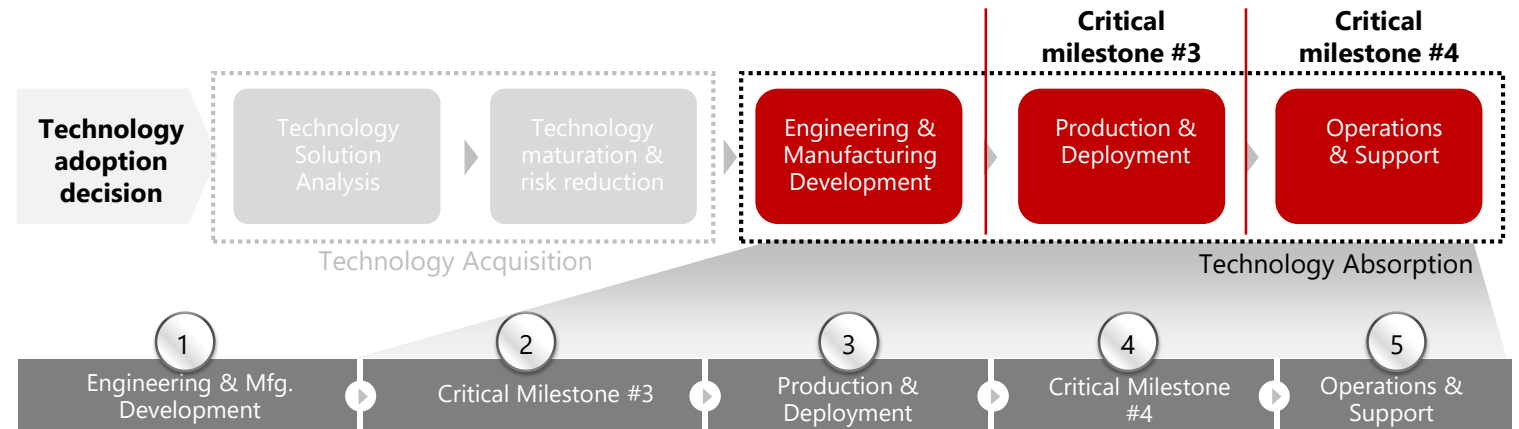 Critical
milestone #3
Critical
milestone #4
Technology
adoption
decision
Technology
Solution
Analysis
Technology
maturation &
risk reduction
Engineering &
Manufacturing
Development
Production &
Deployment
Operations
& Support
Technology Acquisition
Technology Absorption
1
2
3
4
5
Engineering & Mfg.
Development
Critical Milestone #3
Production &
Deployment
Critical Milestone
#4
Operations &
Support